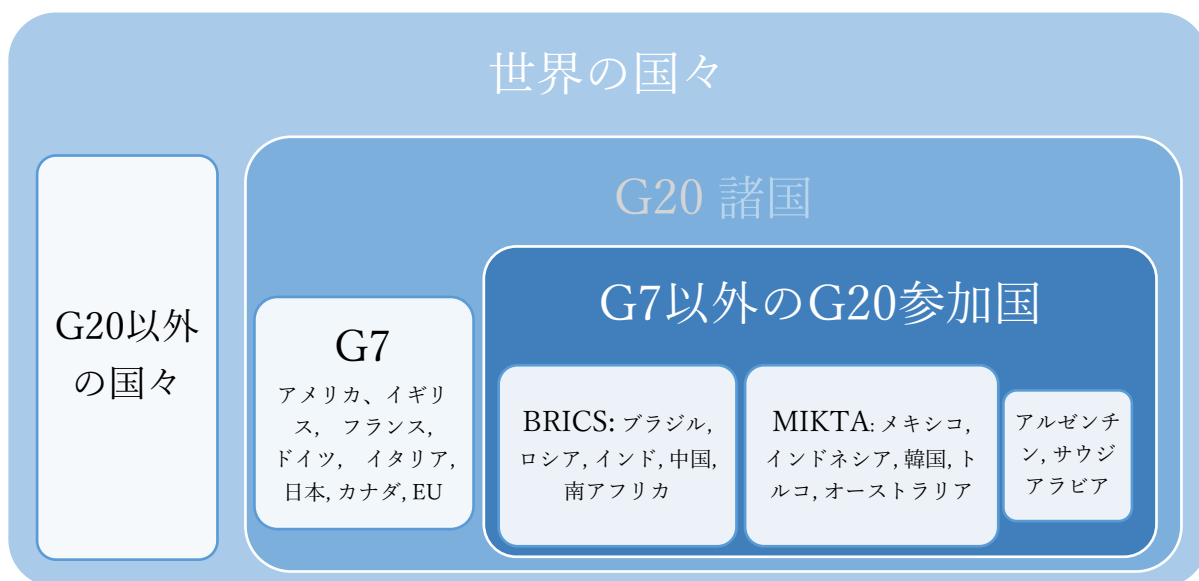 世界の国々
G20 諸国
G7以外のG20参加国
G20以外
の国々
G7
アメリカ、イギリ
ス, フランス,
ドイツ, イタリア,
日本, カナダ, EU
BRICS: ブラジル,
ロシア, インド, 中国,
南アフリカ
MIKTA: メキシコ,
インドネシア, 韓国, ト
ルコ, オーストラリア
アルゼンチ
ン, サウジ
アラビア